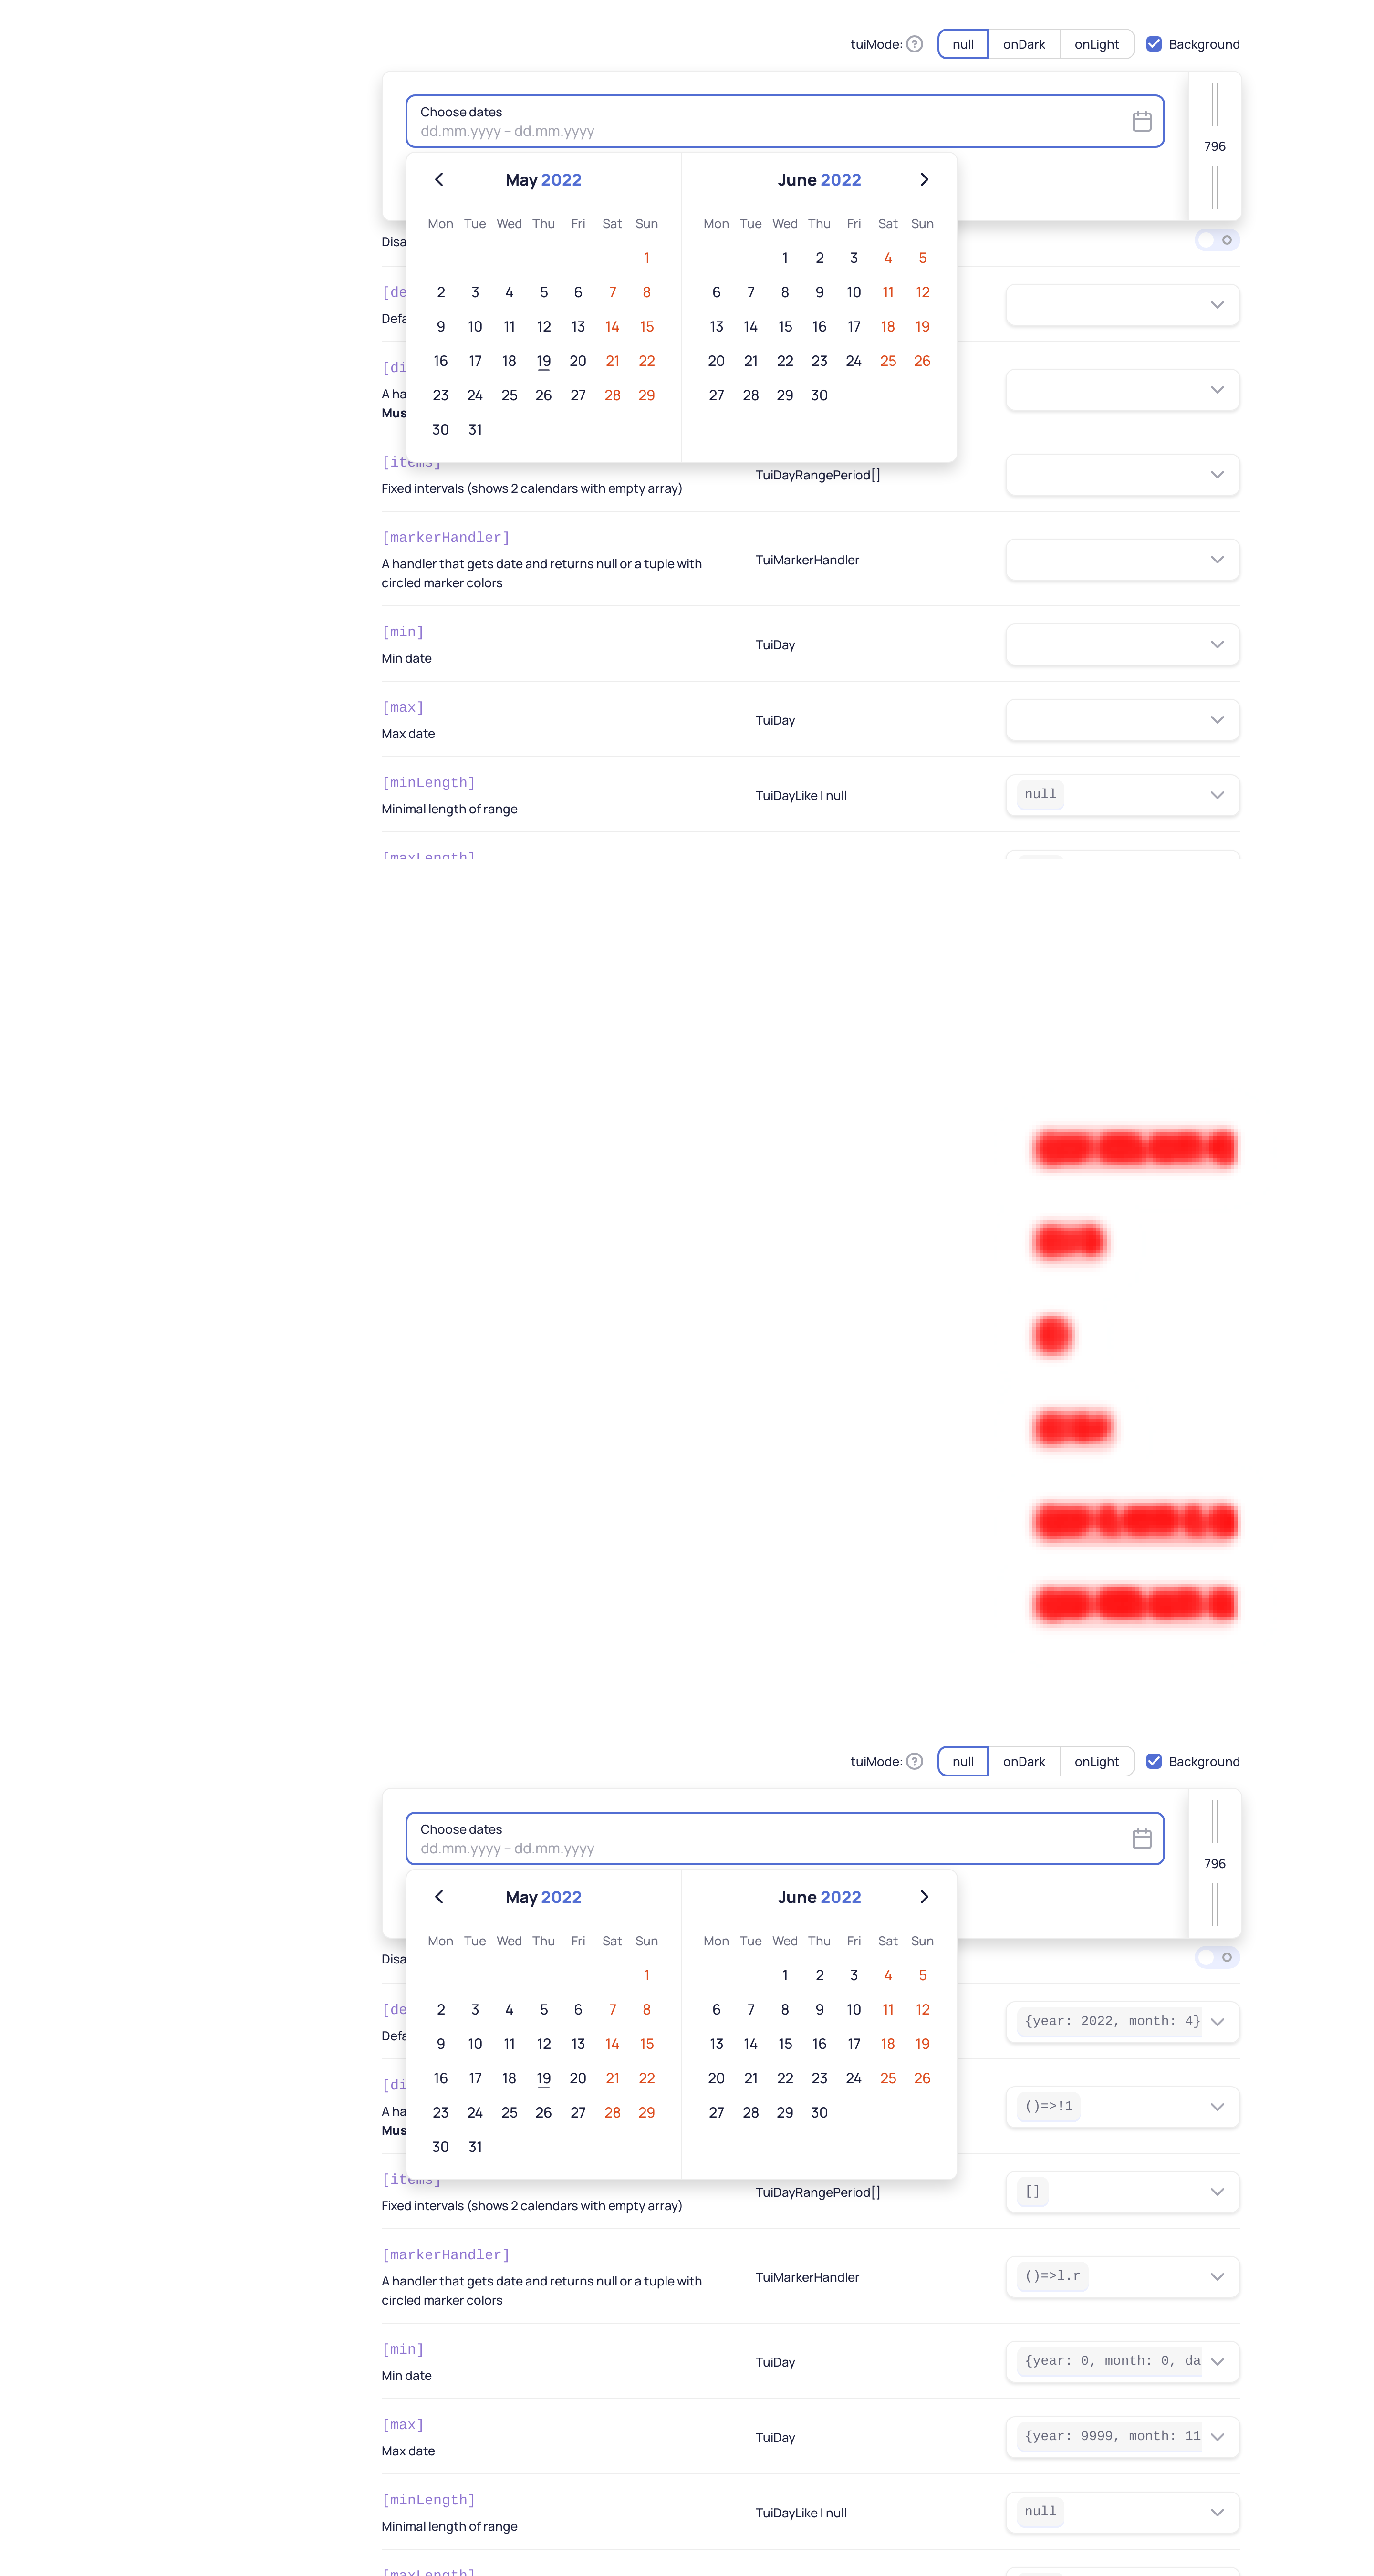 tuiMode: null onDark onLight Background
Choose dates
dd.mm.yyyy – dd.mm.yyyy
796
May 2022 June 2022
Mon Tue Wed Thu Fri Sat Sun Mon Tue Wed Thu Fri Sat Sun
1 1 2 3 4 5
2 3 4 5 6 7 8 6 7 8 9 10 11 12
9 10 11 12 13 14 15 13 14 15 16 17 18 19
16 17 18 19 20 21 22 20 21 22 23 24 25 26
23 24 25 26 27 28 29 27 28 29 30
30 31
Disa
[de
Defa
[di
A ha
Mus
[items]
TuiDayRangePeriod[]
Fixed intervals (shows 2 calendars with empty array)
[markerHandler]
A handler that gets date and returns null or a tuple with
circled marker colors
TuiMarkerHandler
[min]
Min date
TuiDay
[max]
Max date
TuiDay
[minLength]
Minimal length of range
TuiDayLike | null
null
[maxLength]
tuiMode: null onDark onLight Background
Choose dates
dd.mm.yyyy – dd.mm.yyyy
796
May 2022 June 2022
Mon Tue Wed Thu Fri Sat Sun Mon Tue Wed Thu Fri Sat Sun
1 1 2 3 4 5
2 3 4 5 6 7 8 6 7 8 9 10 11 12
9 10 11 12 13 14 15 13 14 15 16 17 18 19
16 17 18 19 20 21 22 20 21 22 23 24 25 26
23 24 25 26 27 28 29 27 28 29 30
30 31
Disa
[de
Defa
{year: 2022, month: 4}
[di
A ha
Mus
()=>!1
[items]
TuiDayRangePeriod[]
[]
Fixed intervals (shows 2 calendars with empty array)
[markerHandler]
A handler that gets date and returns null or a tuple with
circled marker colors
TuiMarkerHandler
()=>l.r
[min]
Min date
TuiDay
{year: 0, month: 0, da
[max]
Max date
TuiDay
{year: 9999, month: 11
[minLength]
Minimal length of range
TuiDayLike | null
null
[maxLength]